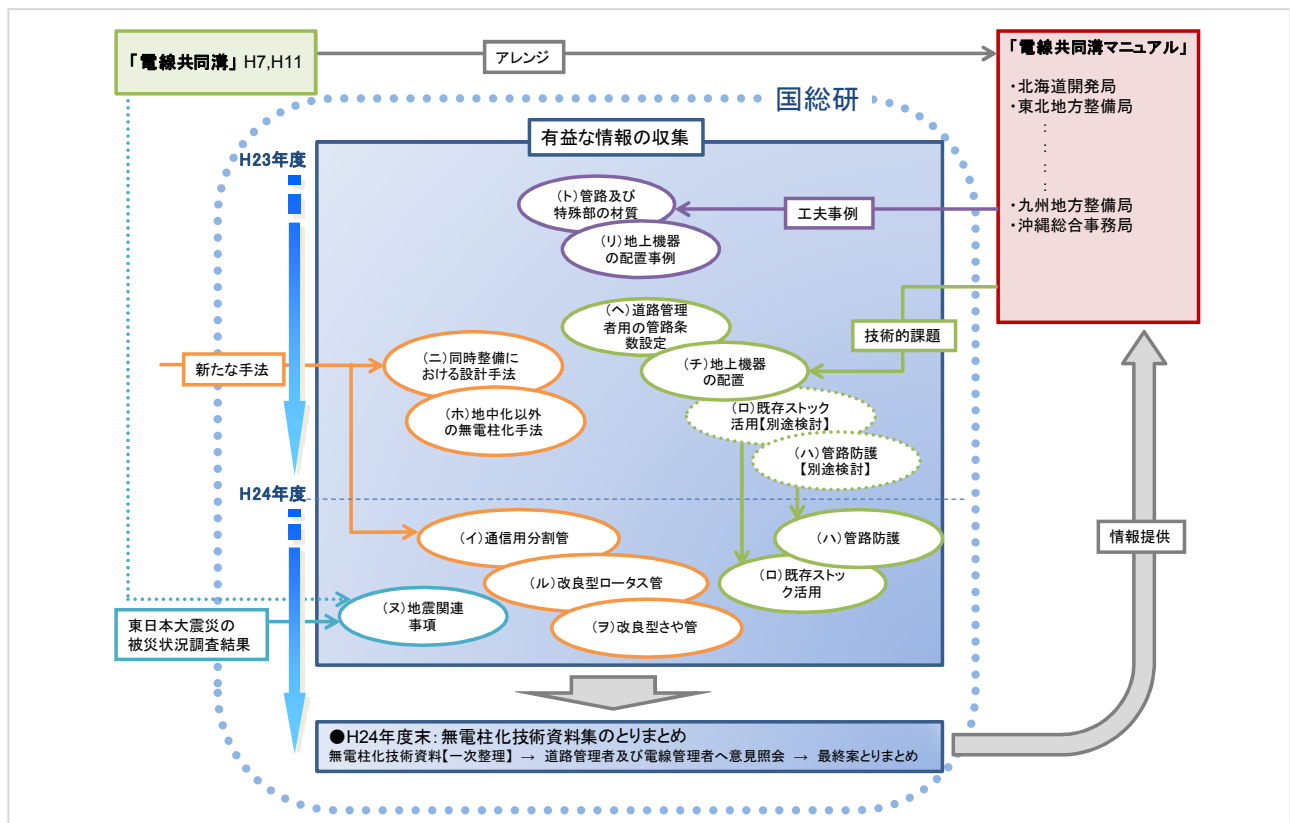 「電線共同溝」 H7,H11
アレンジ
「電線共同溝マニュアル」
・北海道開発局
・東北地方整備局
：
：
：
：
・九州地方整備局
・沖縄総合事務局
国総研
有益な情報の収集
H23年度
(ト)管路及び
特殊部の材質
(リ)地上機器
の配置事例
工夫事例
(ヘ)道路管理
者用の管路条
数設定
技術的課題
(チ)地上機器
の配置
新たな手法
(ニ)同時整備に
おける設計手法
(ホ)地中化以外
の無電柱化手法
(ロ)既存ストック
活用【別途検討】
(ハ)管路防護
【別途検討】
H24年度
(イ)通信用分割管
(ハ)管路防護
情報提供
(ル)改良型ロータス管
(ロ)既存ストッ
ク活用
(ヌ)地震関連
事項
(ヲ)改良型さや管
東日本大震災の
被災状況調査結果
●H24年度末：無電柱化技術資料集のとりまとめ
無電柱化技術資料【一次整理】 → 道路管理者及び電線管理者へ意見照会 → 最終案とりまとめ